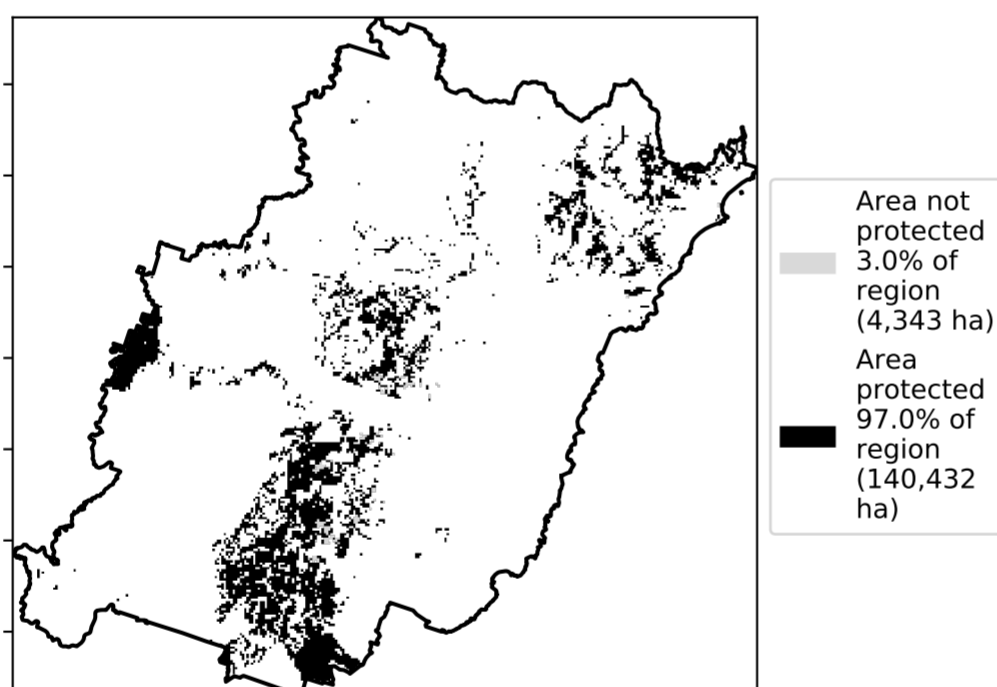 Area not
protected
3.0% of
region
(4,343 ha)
Area
protected
97.0% of
region
(140,432
ha)